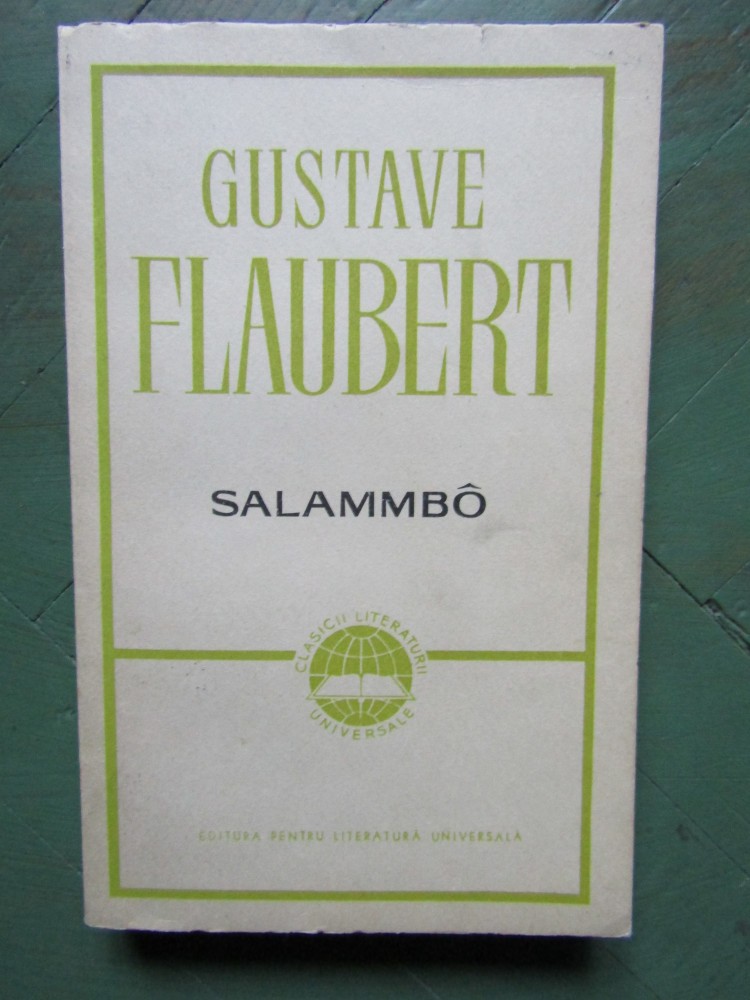 GUSTAVE
FLAUBERT
SALAMMBÔ
CLASICII LITERATURII
UNIVERSALE
EDITURA PENTRU LITERATURĂ UNIVERSALĂ